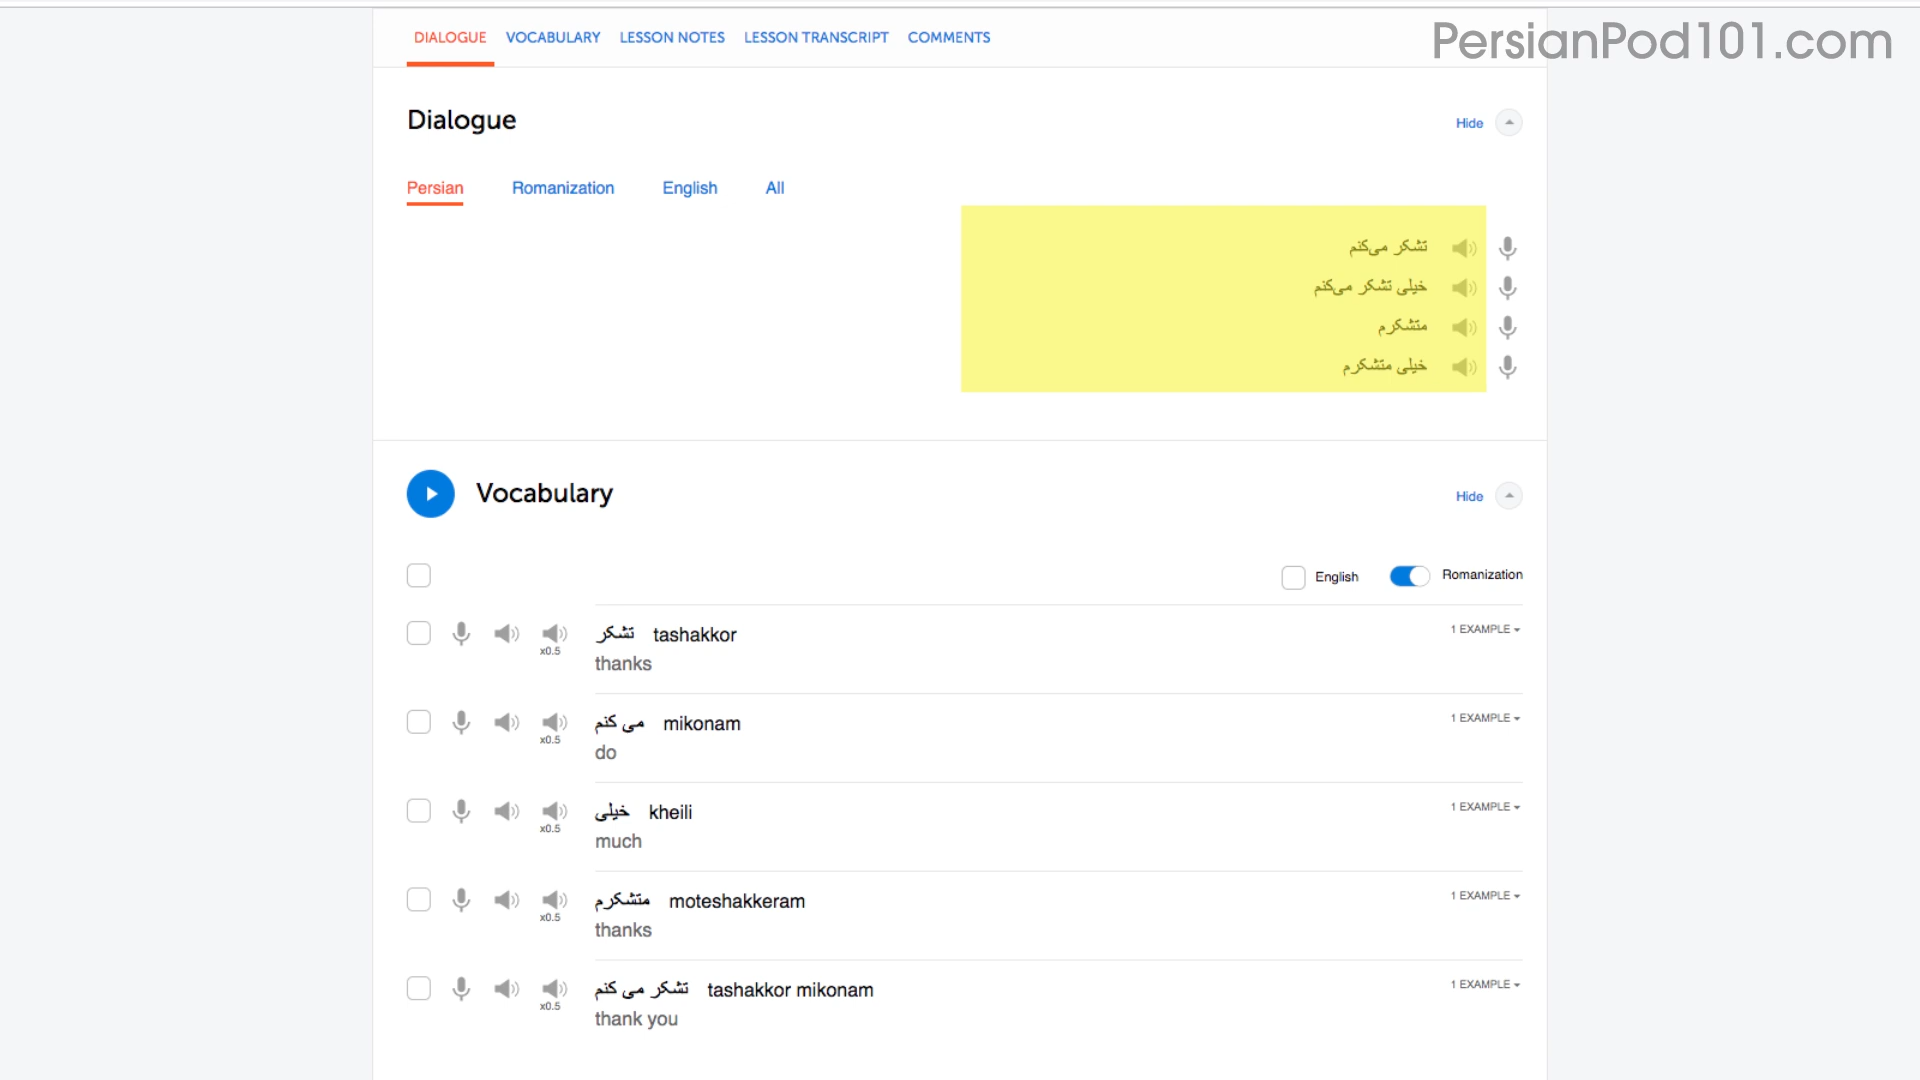 DIALOGUE VOCABULARY LESSON NOTES LESSON TRANSCRIPT COMMENTS
PersianPod101.com
Dialogue
Hide
Persian Romanization English All
تشکر می‌کنم
خیلی تشکر می‌کنم
متشکرم
خیلی متشکرم
Vocabulary
Hide
English Romanization
تشکر tashakkor
1 EXAMPLE
x0.5
thanks
می کنم mikonam
1 EXAMPLE
x0.5
do
خیلی kheili
1 EXAMPLE
x0.5
much
متشکرم moteshakkeram
1 EXAMPLE
x0.5
thanks
تشکر می کنم tashakkor mikonam
1 EXAMPLE
x0.5
thank you